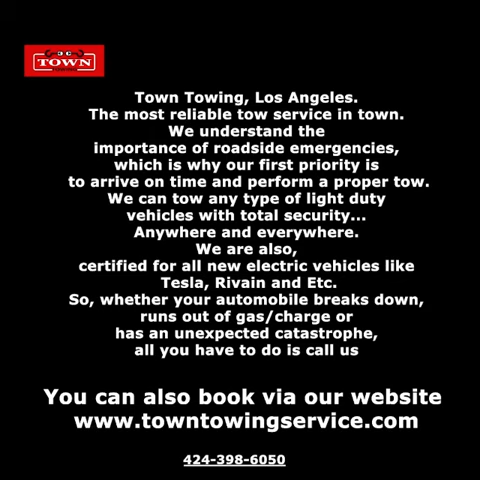 TOWN
Town Towing, Los Angeles.
The most reliable tow service in town.
We understand the
importance of roadside emergencies,
which is why our first priority is
to arrive on time and perform a proper tow.
We can tow any type of light duty
vehicles with total security...
Anywhere and everywhere.
We are also,
certified for all new electric vehicles like
Tesla, Rivain and Etc.
So, whether your automobile breaks down,
runs out of gas/charge or
has an unexpected catastrophe,
all you have to do is call us
You can also book via our website
www.towntowingservice.com
424-398-6050